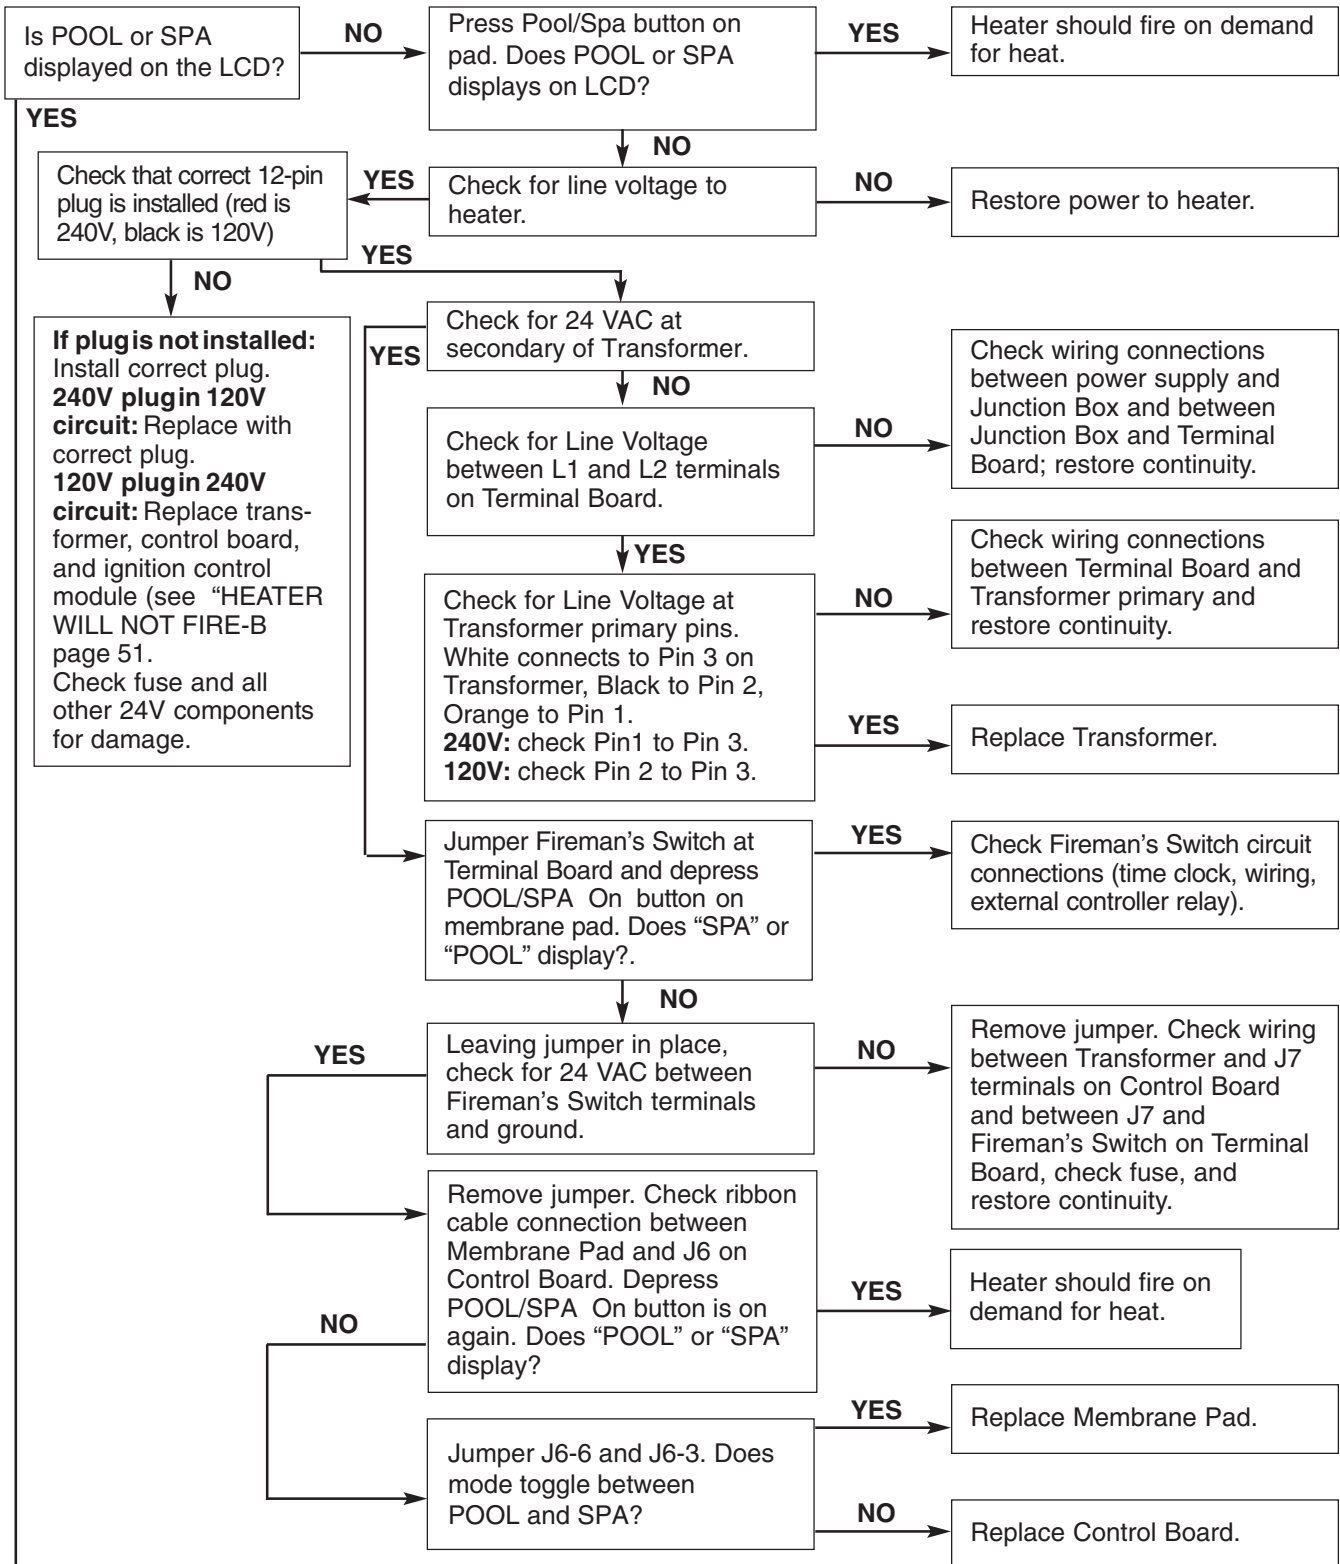 Is POOL or SPA
displayed on the LCD?
NO
Press Pool/Spa button on
pad. Does POOL or SPA
displays on LCD?
YES
Heater should fire on demand
for heat.
YES
NO
Check that correct 12-pin
plug is installed (red is
240V, black is 120V)
YES
Check for line voltage to
heater.
NO
Restore power to heater.
YES
NO
If plug is not installed:
Install correct plug.
240V plug in 120V
circuit: Replace with
correct plug.
120V plug in 240V
circuit: Replace trans-
former, control board,
and ignition control
module (see “HEATER
WILL NOT FIRE-B
page 51.
Check fuse and all
other 24V components
for damage.
YES
Check for 24 VAC at
secondary of Transformer.
NO
Check for Line Voltage
between L1 and L2 terminals
on Terminal Board.
NO
Check wiring connections
between power supply and
Junction Box and between
Junction Box and Terminal
Board; restore continuity.
YES
Check for Line Voltage at
Transformer primary pins.
White connects to Pin 3 on
Transformer, Black to Pin 2,
Orange to Pin 1.
240V: check Pin1 to Pin 3.
120V: check Pin 2 to Pin 3.
NO
Check wiring connections
between Terminal Board and
Transformer primary and
restore continuity.
YES
Replace Transformer.
Jumper Fireman’s Switch at
Terminal Board and depress
POOL/SPA On button on
membrane pad. Does “SPA” or
“POOL” display?.
YES
Check Fireman’s Switch circuit
connections (time clock, wiring,
external controller relay).
NO
YES
Leaving jumper in place,
check for 24 VAC between
Fireman’s Switch terminals
and ground.
NO
Remove jumper. Check wiring
between Transformer and J7
terminals on Control Board
and between J7 and
Fireman’s Switch on Terminal
Board, check fuse, and
restore continuity.
Remove jumper. Check ribbon
cable connection between
Membrane Pad and J6 on
Control Board. Depress
POOL/SPA On button is on
again. Does “POOL” or “SPA”
display?
YES
Heater should fire on
demand for heat.
NO
Jumper J6-6 and J6-3. Does
mode toggle between
POOL and SPA?
YES
Replace Membrane Pad.
NO
Replace Control Board.